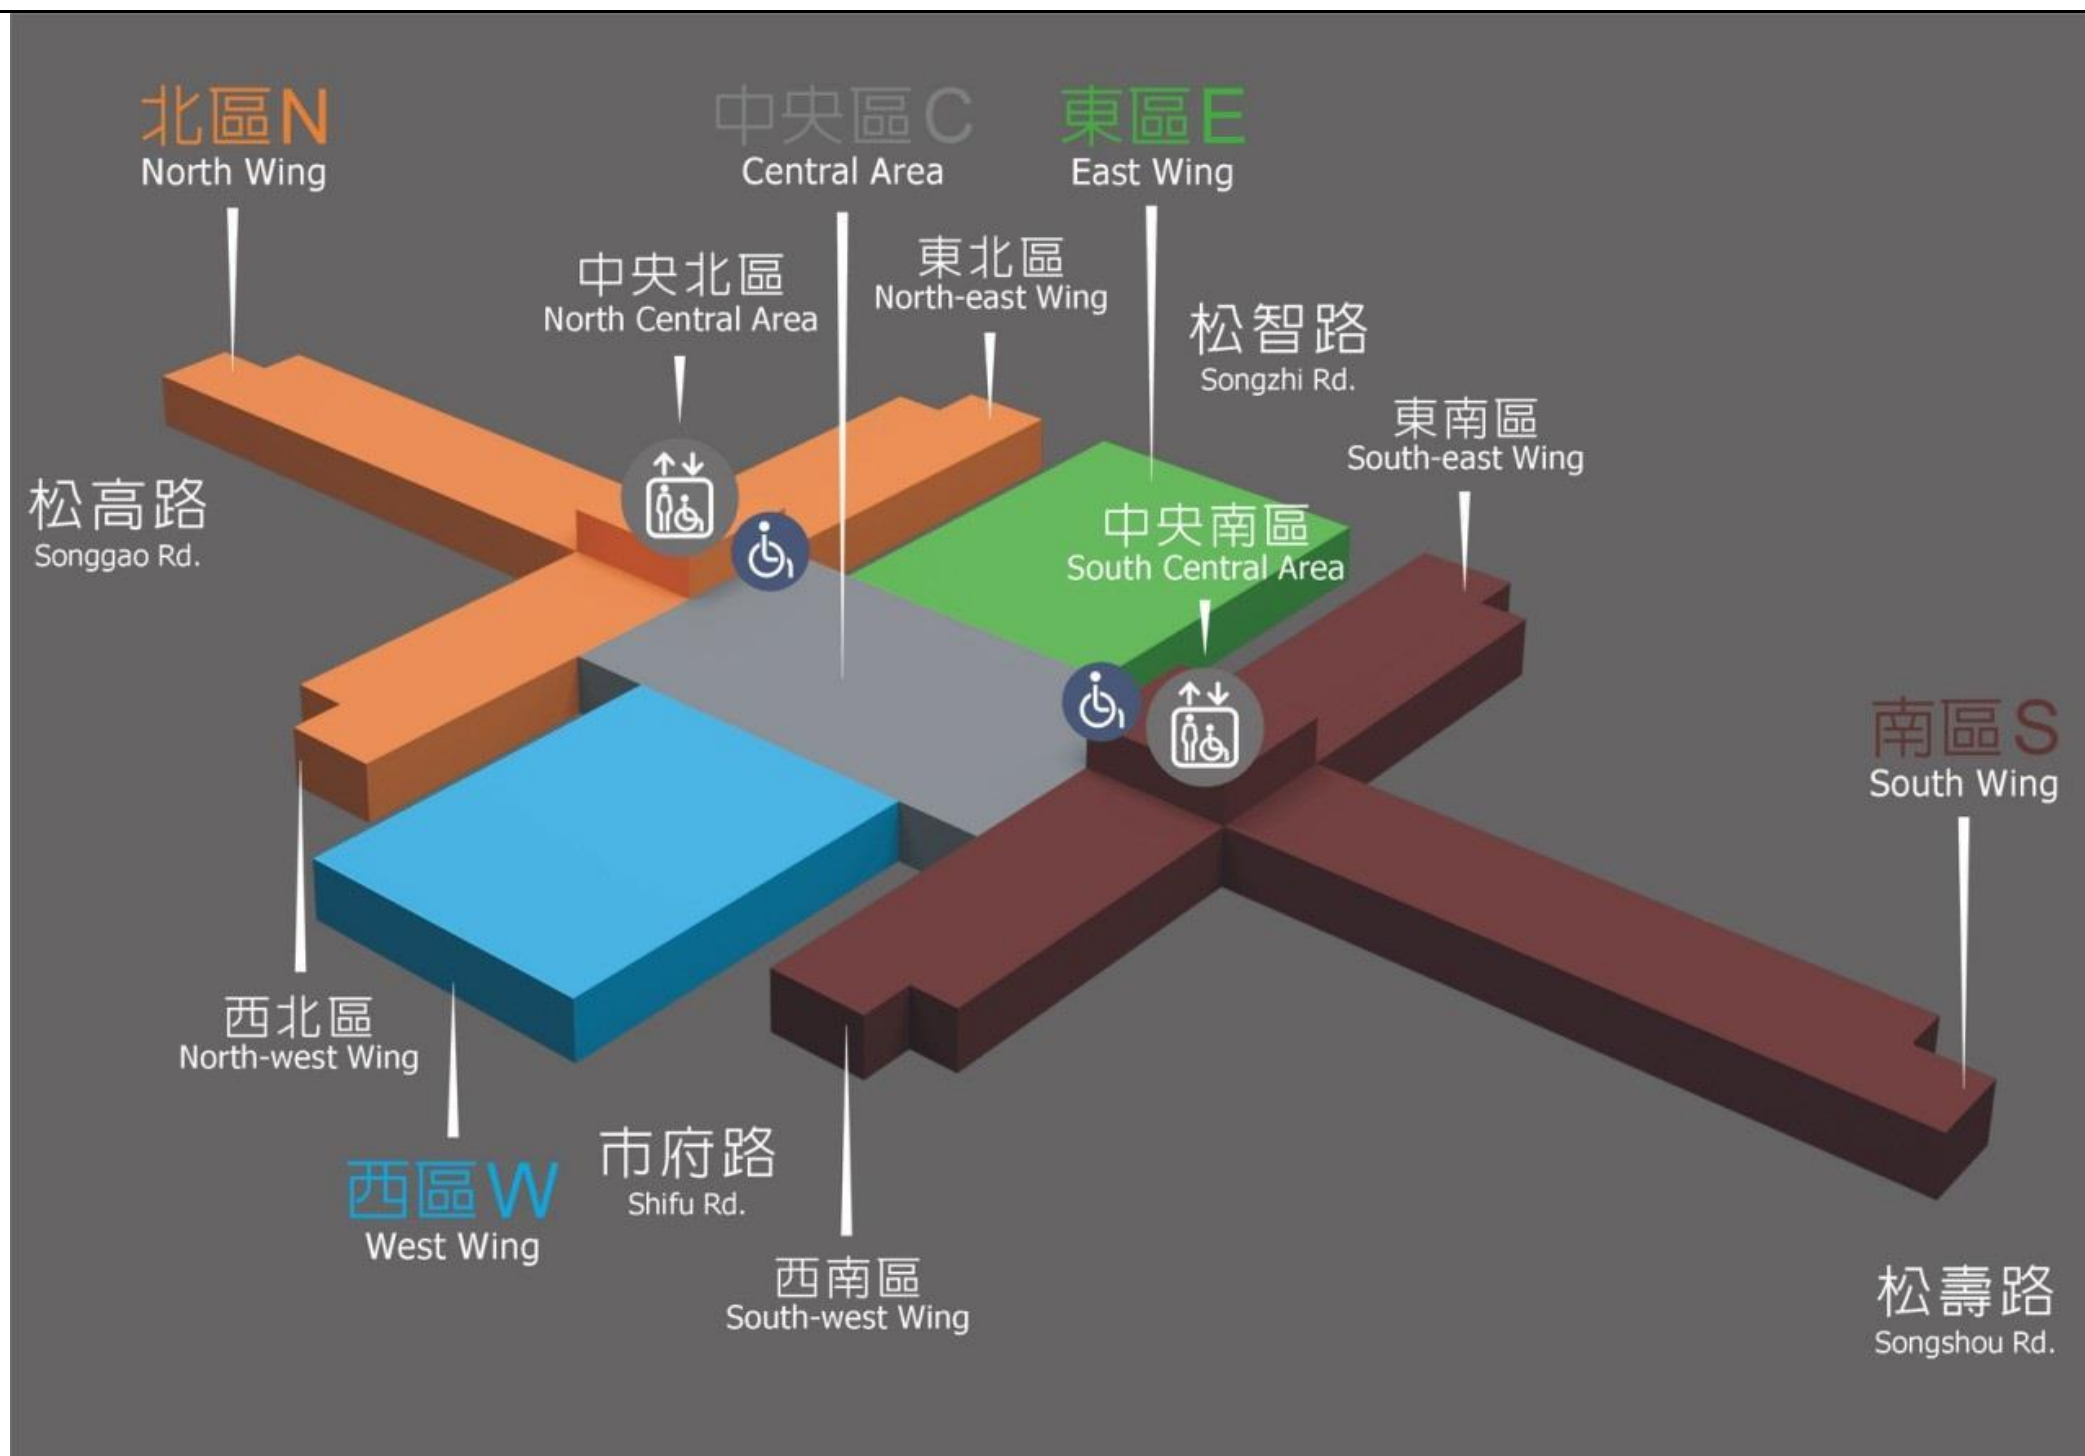 北區N
North Wing
中央區C
Central Area
東區E
East Wing
中央北區
North Central Area
東北區
North-east Wing
松智路
Songzhi Rd.
東南區
South-east Wing
松高路
Songgao Rd.
中央南區
South Central Area
南區S
South Wing
西北區
North-west Wing
西區W
West Wing
市府路
Shifu Rd.
西南區
South-west Wing
松壽路
Songshou Rd.